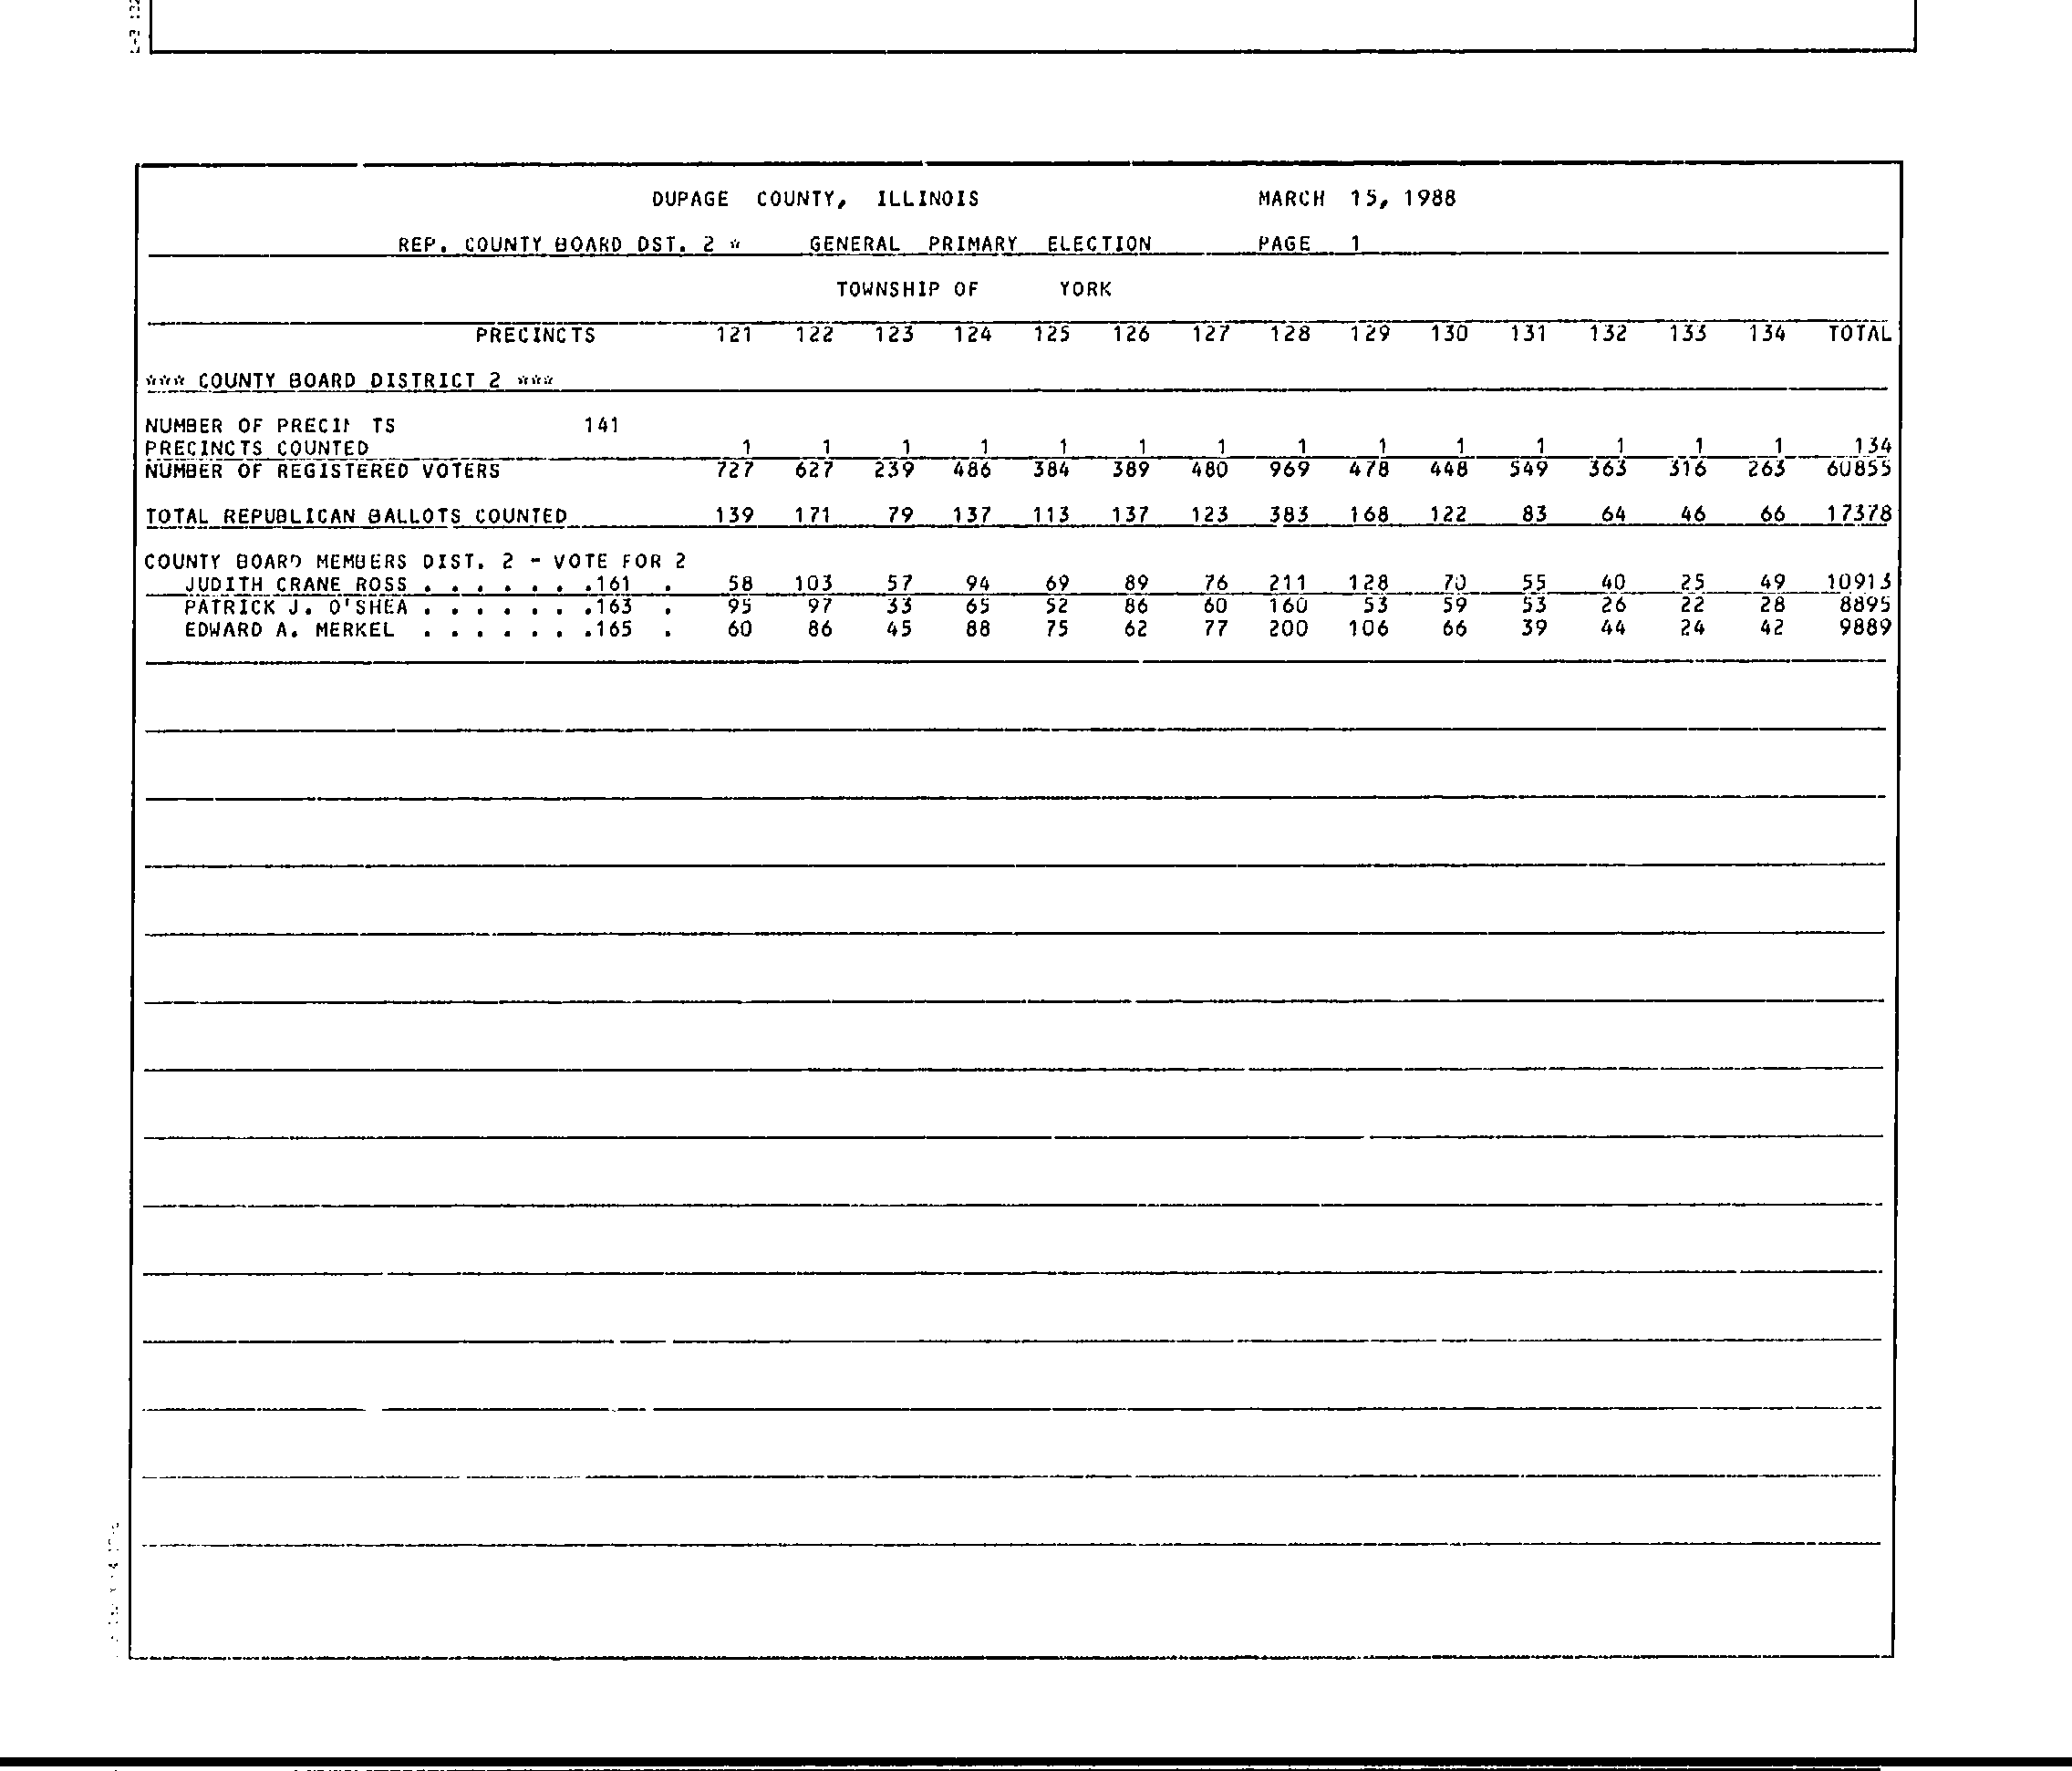 DUPAGE COUNTY, ILLINOIS MARCH 15, 1988
REP. COUNTY BOARD DST. 2 * GENERAL PRIMARY ELECTION PAGE 1
TOWNSHIP OF YORK
PRECINCTS 121 122 123 124 125 126 127 128 129 130 131 132 133 134 TOTAL
*** COUNTY BOARD DISTRICT 2 ***
NUMBER OF PRECI TS 141
PRECINCTS COUNTED 1 1 1 1 1 1 1 1 1 1 1 1 1 1 134
NUMBER OF REGISTERED VOTERS 727 627 239 486 384 389 480 969 478 448 549 363 316 263 60855
TOTAL REPUBLICAN BALLOTS COUNTED 139 171 79 137 113 137 123 383 168 122 83 64 46 66 17378
COUNTY BOARD MEMBERS DIST. 2 - VOTE FOR 2
JUDITH CRANE ROSS . . . . . . .161 . 58 103 57 94 69 89 76 211 128 70 55 40 25 49 10913
PATRICK J. O'SHEA . . . . . . .163 . 95 97 33 65 52 86 60 160 53 59 53 26 22 28 8895
EDWARD A. MERKEL . . . . . . .165 . 60 86 45 88 75 62 77 200 106 66 39 44 24 42 9889